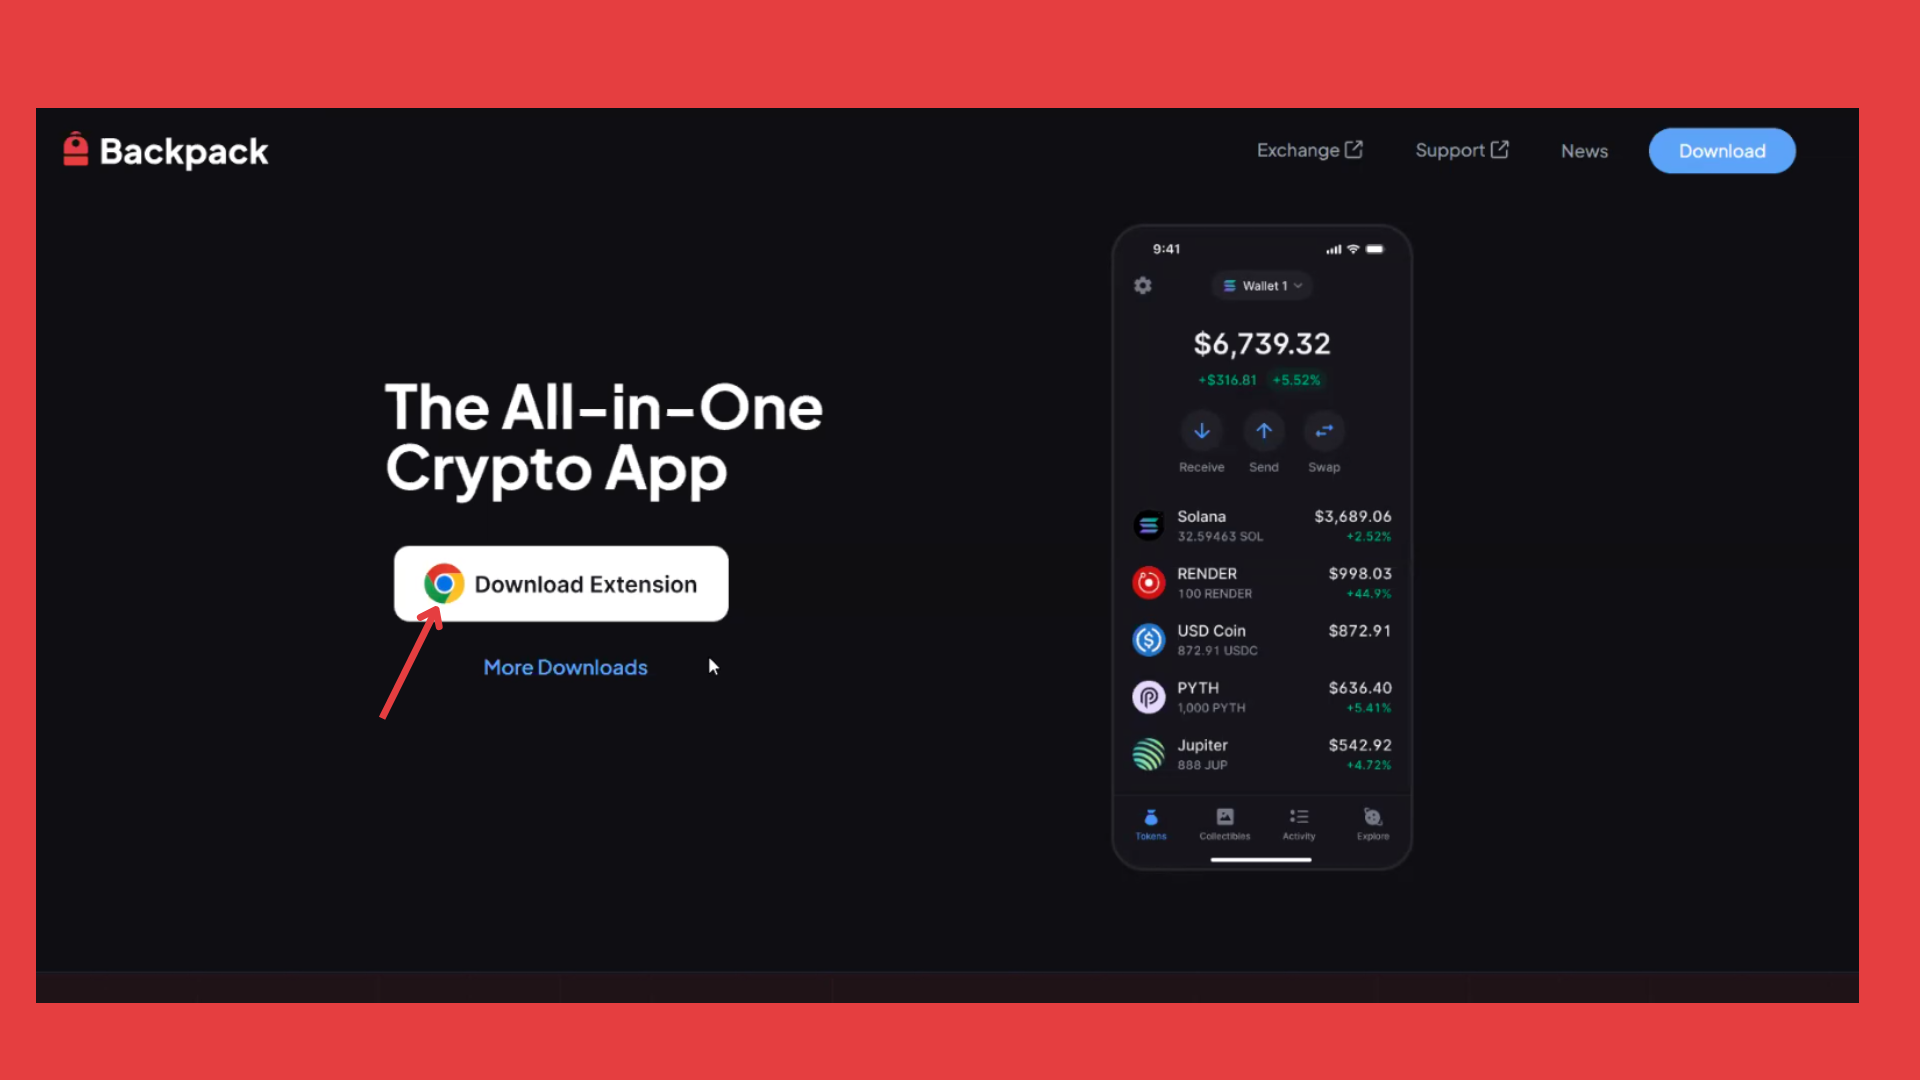 Backpack
Exchange
Support
News
Download
The All-in-One
Crypto App
Download Extension
More Downloads
9:41
Wallet 1
$6,739.32
+$316.81 +5.52%
Receive Send Swap
Solana $3,689.06
32.59463 SOL +2.52%
RENDER $998.03
100 RENDER +44.9%
USD Coin $872.91
872.91 USDC
PYTH $636.40
1,000 PYTH +5.41%
Jupiter $542.92
888 JUP +4.72%
Tokens Collectibles Activity Explore